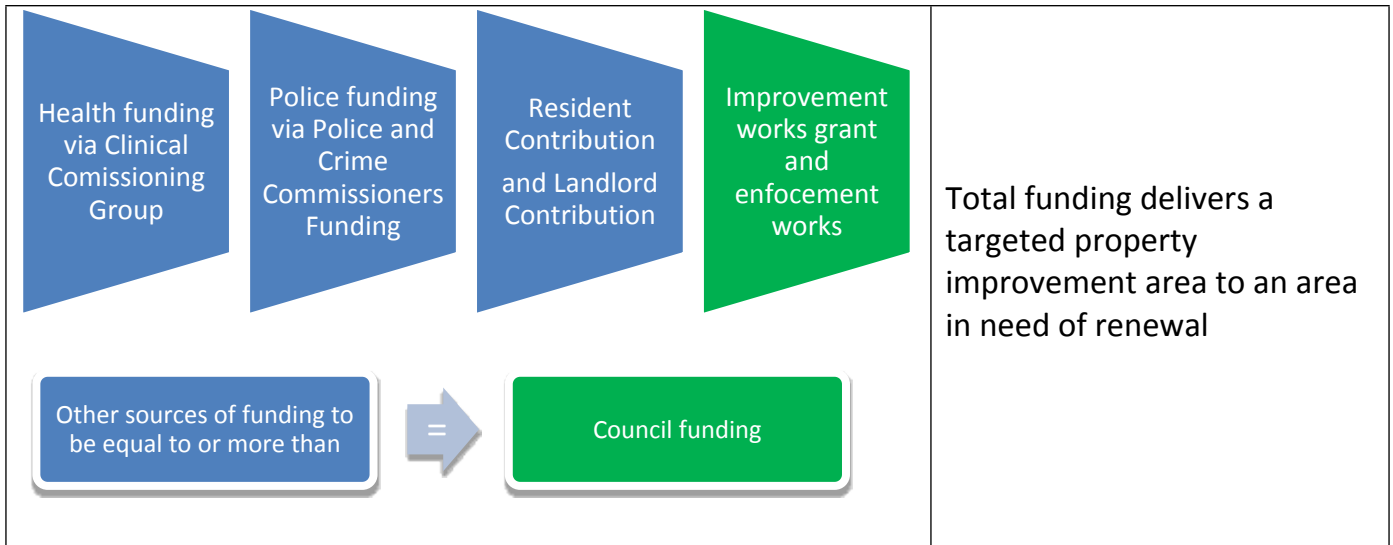 Health funding
via Clinical
Comissioning
Group
Police funding
via Police and
Crime
Commissioners
Funding
Resident
Contribution
and Landlord
Contribution
Improvement
works grant
and
enfocement
works
Total funding delivers a
targeted property
improvement area to an area
in need of renewal
Other sources of funding to
be equal to or more than
=
Council funding